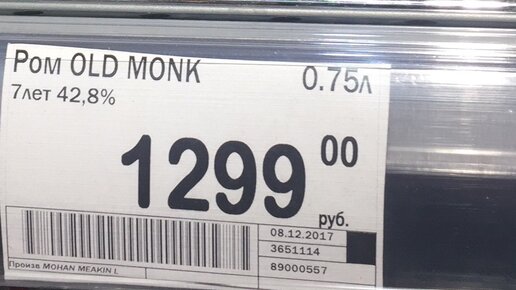 Ром OLD MONK 0.75л
7лет 42,8%
1299 00
руб.
08.12.2017
3651114
Произв MOHAN MEAKIN L 89000557